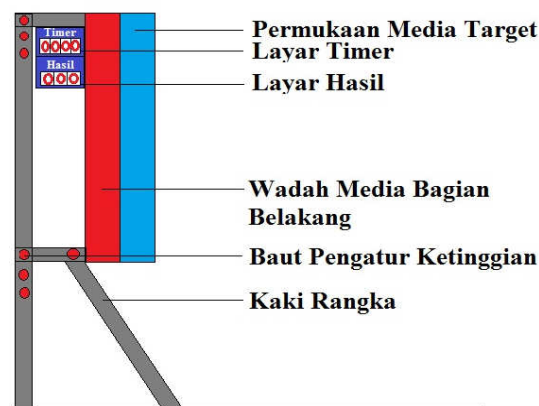 Timer
0000
Hasil
000
Permukaan Media Target
Layar Timer
Layar Hasil
Wadah Media Bagian
Belakang
Baut Pengatur Ketinggian
Kaki Rangka